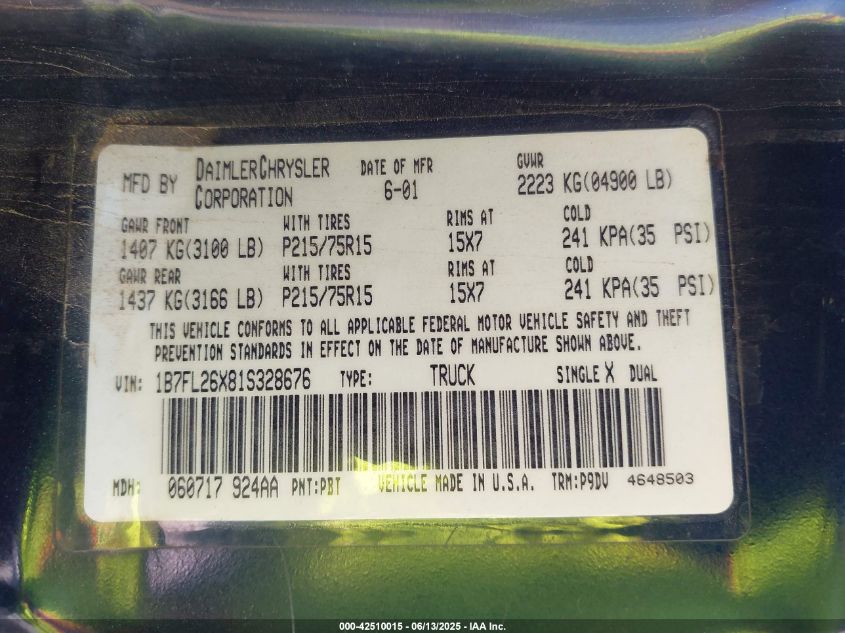 MFD BY DAIMLERCHRYSLER CORPORATION DATE OF MFR 6-01 GVWR 2223 KG(04900 LB)
GAWR FRONT WITH TIRES RIMS AT COLD
1407 KG(3100 LB) P215/75R15 15X7 241 KPA(35 PSI)
GAWR REAR WITH TIRES RIMS AT COLD
1437 KG(3166 LB) P215/75R15 15X7 241 KPA(35 PSI)
THIS VEHICLE CONFORMS TO ALL APPLICABLE FEDERAL MOTOR VEHICLE SAFETY AND THEFT
PREVENTION STANDARDS IN EFFECT ON THE DATE OF MANUFACTURE SHOWN ABOVE.
VIN: 1B7FL26X81S328676 TYPE: TRUCK SINGLE X DUAL
MDH: 060717 924AA PNT:PBT VEHICLE MADE IN U.S.A. TRM:P9DV 4648503
000-42510015 - 06/13/2025 - IAA Inc.